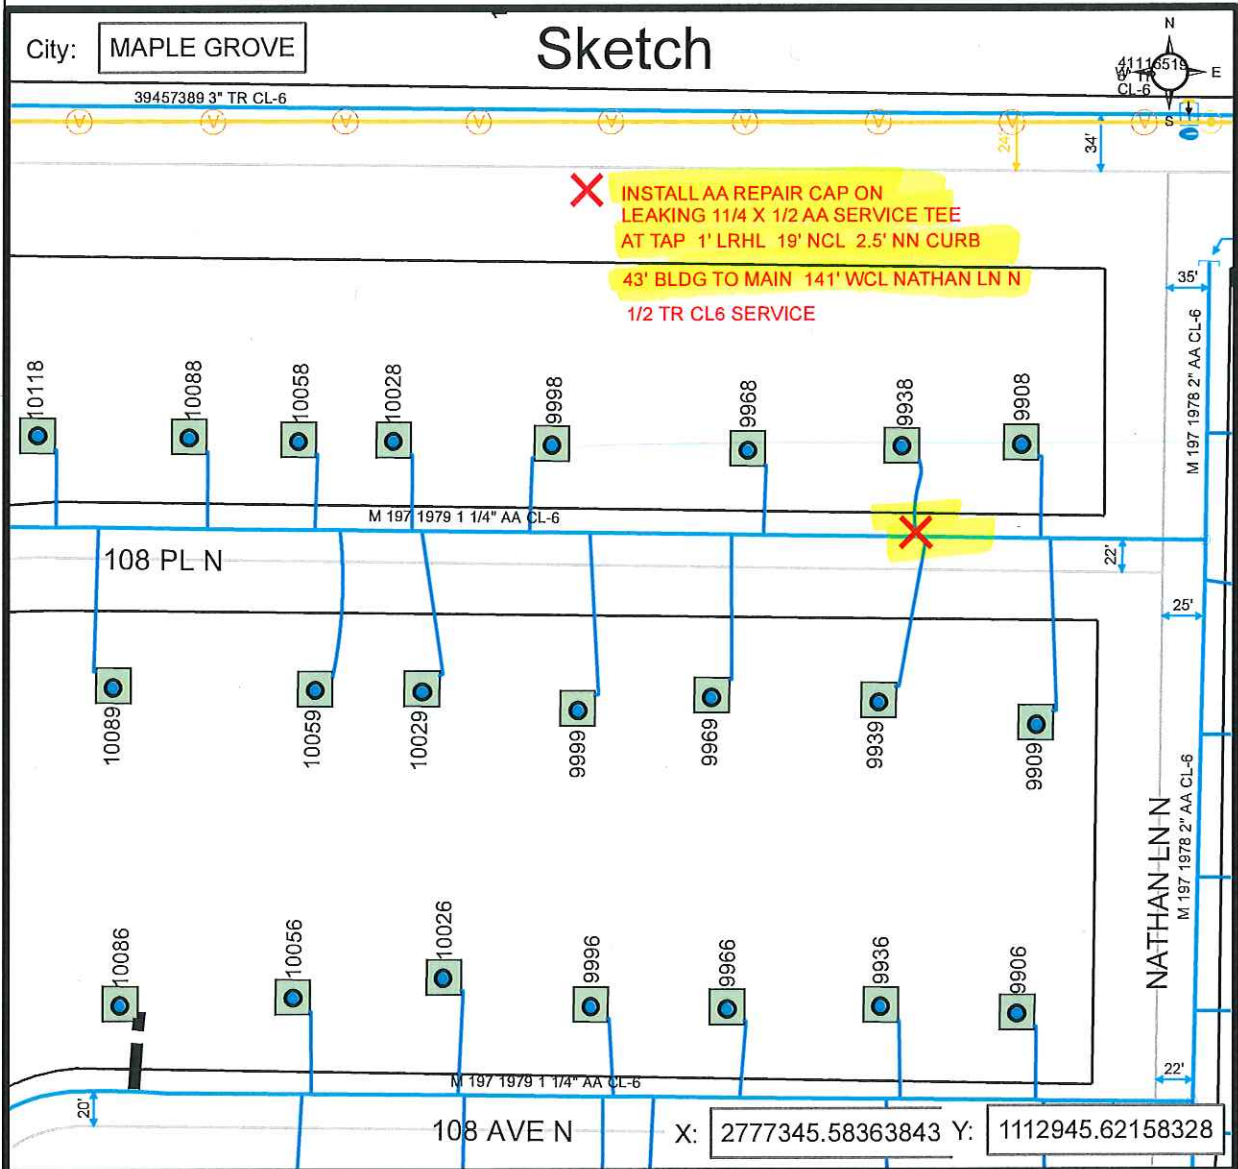 Sketch
City: MAPLE GROVE
N
E
S
41116519
CL-6
39457389 3" TR CL-6
24'
34'
INSTALL AA REPAIR CAP ON
LEAKING 11/4 X 1/2 AA SERVICE TEE
AT TAP 1' LRHL 19' NCL 2.5' NN CURB
43' BLDG TO MAIN 141' WCL NATHAN LN N
1/2 TR CL6 SERVICE
35'
M 197 1978 2" AA CL-6
10118
10088
10058
10028
9998
9968
9938
9908
M 197 1979 1 1/4" AA CL-6
108 PL N
22'
25'
10089
10059
10029
9999
9969
9939
9909
NATHAN LN N
M 197 1978 2" AA CL-6
10086
10056
10026
9996
9966
9936
9906
M 197 1979 1 1/4" AA CL-6
22'
20'
108 AVE N
X: 2777345.58363843 Y: 1112945.62158328